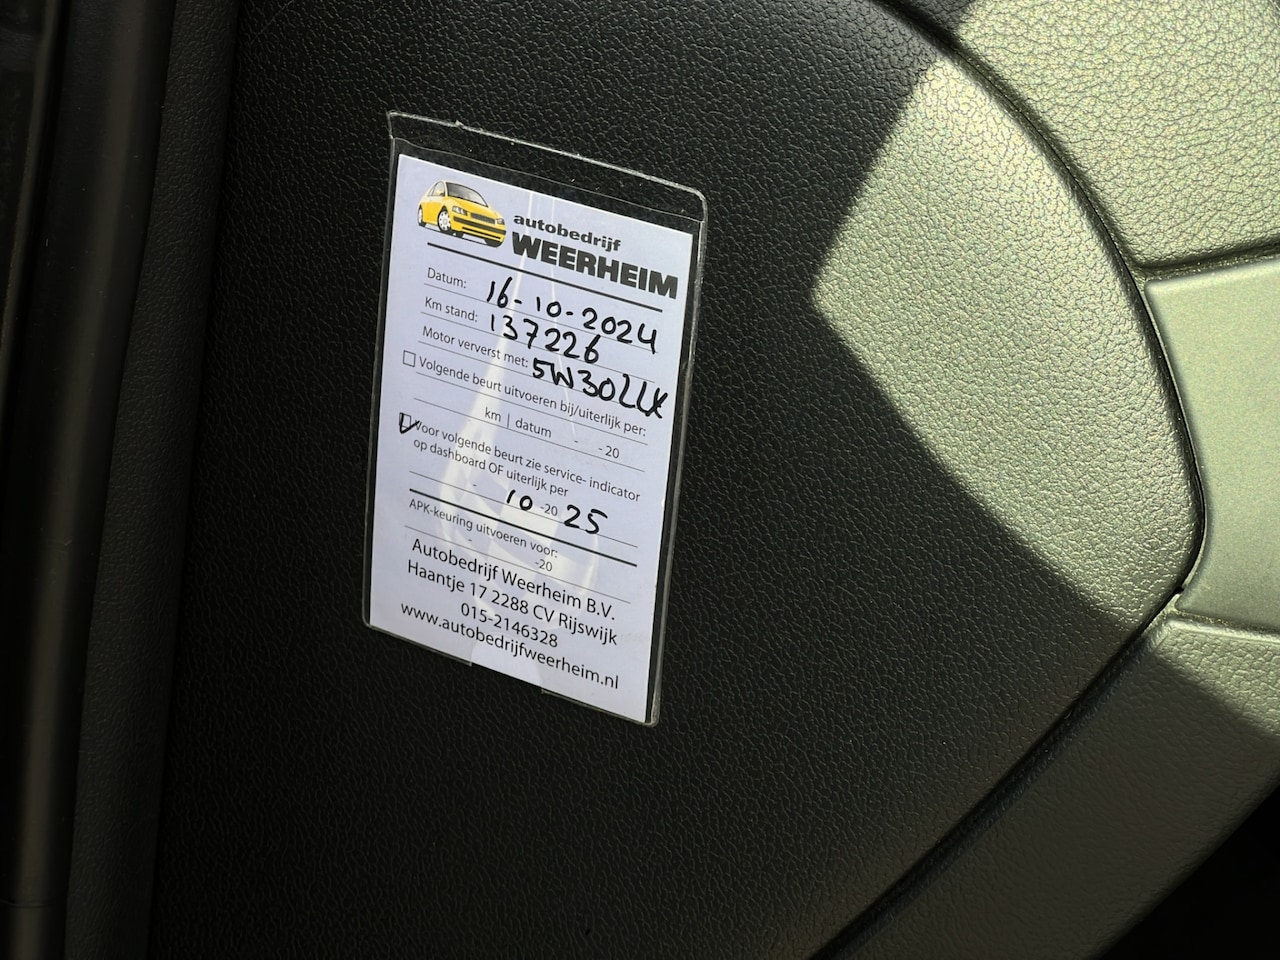 autobedrijf
WEERHEIM
Datum: 16-10-2024
Km stand: 137226
Motor ververst met: 5W30LLX
Volgende beurt uitvoeren bij/uiterlijk per:
km | datum - -20
Voor volgende beurt zie service- indicator
op dashboard OF uiterlijk per
- 10 -20 25
APK-keuring uitvoeren voor:
- -20
Autobedrijf Weerheim B.V.
Haantje 17 2288 CV Rijswijk
015-2146328
www.autobedrijfweerheim.nl